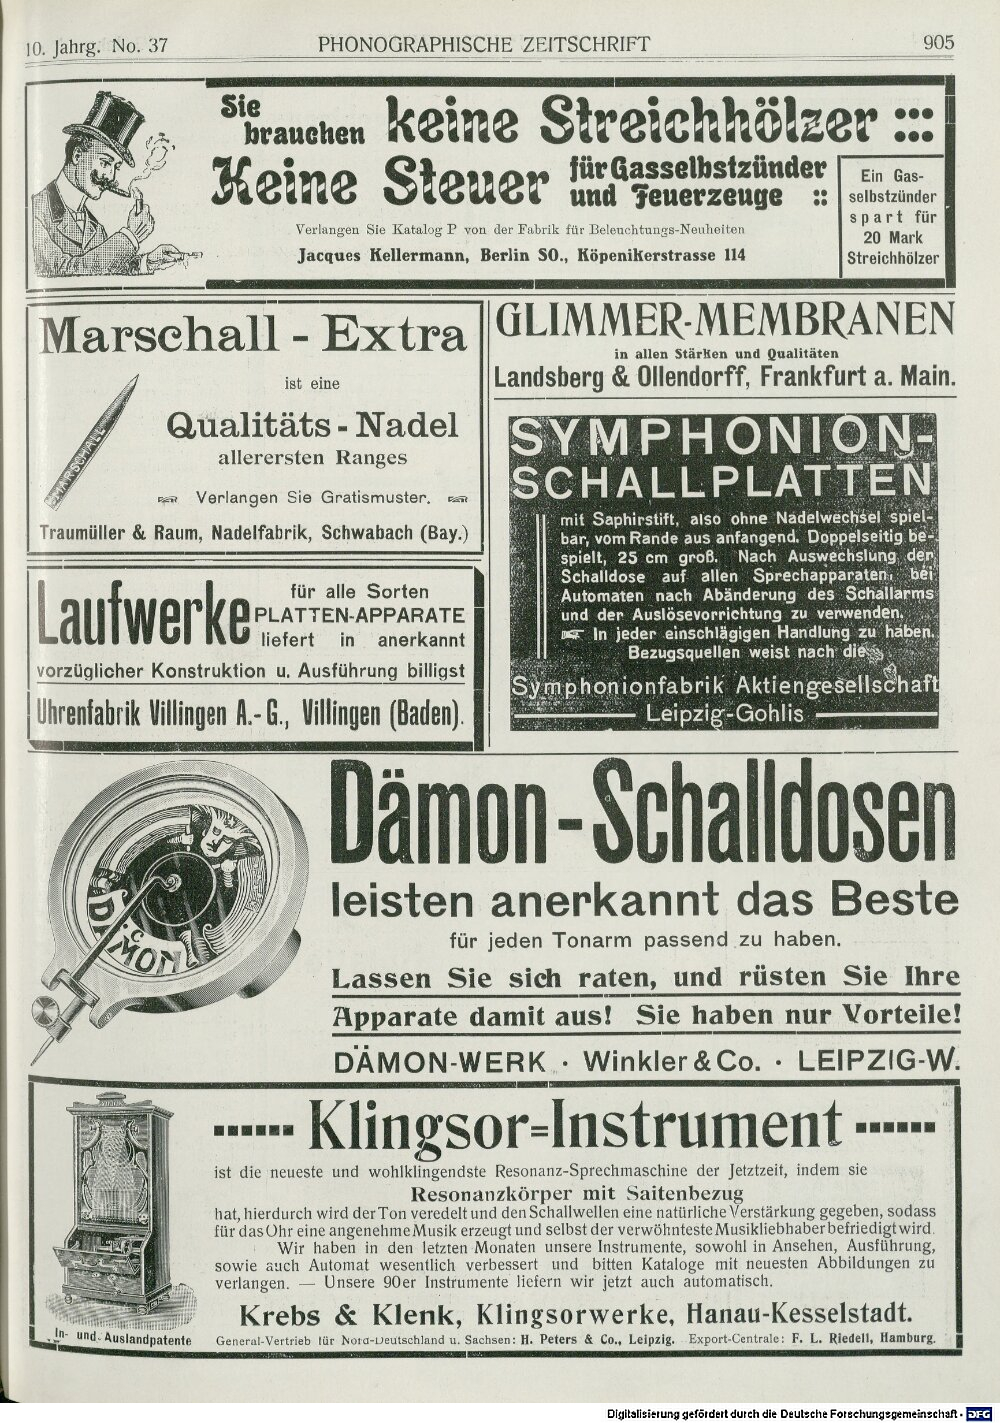 10. Jahrg. No. 37 PHONOGRAPHISCHE ZEITSCHRIFT 905
Sie brauchen keine Streichhölzer :::
Keine Steuer für Gasselbstzünder und Feuerzeuge ::
Verlangen Sie Katalog P von der Fabrik für Beleuchtungs-Neuheiten
Jacques Kellermann, Berlin SO., Köpenikerstrasse 114
Ein Gas-
selbstzünder
spart für
20 Mark
Streichhölzer
Marschall - Extra
ist eine
Qualitäts - Nadel
allerersten Ranges
Verlangen Sie Gratismuster.
Traumüller & Raum, Nadelfabrik, Schwabach (Bay.)
MARSCHALL
Laufwerke für alle Sorten
PLATTEN-APPARATE
liefert in anerkannt
vorzüglicher Konstruktion u. Ausführung billigst
Uhrenfabrik Villingen A.-G., Villingen (Baden).
GLIMMER-MEMBRANEN
in allen Stärken und Qualitäten
Landsberg & Ollendorff, Frankfurt a. Main.
SYMPHONION-
SCHALLPLATTEN
mit Saphirstift, also ohne Nadelwechsel spiel-
bar, vom Rande aus anfangend. Doppelseitig be-
spielt, 25 cm groß. Nach Auswechslung der
Schalldose auf allen Sprechapparaten, bei
Automaten nach Abänderung des Schallarms
und der Auslösevorrichtung zu verwenden.
In jeder einschlägigen Handlung zu haben.
Bezugsquellen weist nach die
Symphonionfabrik Aktiengesellschaft
Leipzig-Gohlis
Dämon-Schalldosen
leisten anerkannt das Beste
für jeden Tonarm passend zu haben.
Lassen Sie sich raten, und rüsten Sie Ihre
Apparate damit aus! Sie haben nur Vorteile!
DÄMON-WERK · Winkler & Co. · LEIPZIG-W.
DÄMON
Klingsor=Instrument
ist die neueste und wohlklingendste Resonanz-Sprechmaschine der Jetztzeit, indem sie
Resonanzkörper mit Saitenbezug
hat, hierdurch wird der Ton veredelt und den Schallwellen eine natürliche Verstärkung gegeben, sodass
für das Ohr eine angenehme Musik erzeugt und selbst der verwöhnteste Musikliebhaber befriedigt wird.
Wir haben in den letzten Monaten unsere Instrumente, sowohl in Ansehen, Ausführung,
sowie auch Automat wesentlich verbessert und bitten Kataloge mit neuesten Abbildungen zu
verlangen. — Unsere 90er Instrumente liefern wir jetzt auch automatisch.
Krebs & Klenk, Klingsorwerke, Hanau-Kesselstadt.
In- und Auslandpatente
General-Vertrieb für Nord-Deutschland u. Sachsen: H. Peters & Co., Leipzig. Export-Centrale: F. L. Riedell, Hamburg.
Digitalisierung gefördert durch die Deutsche Forschungsgemeinschaft - DFG